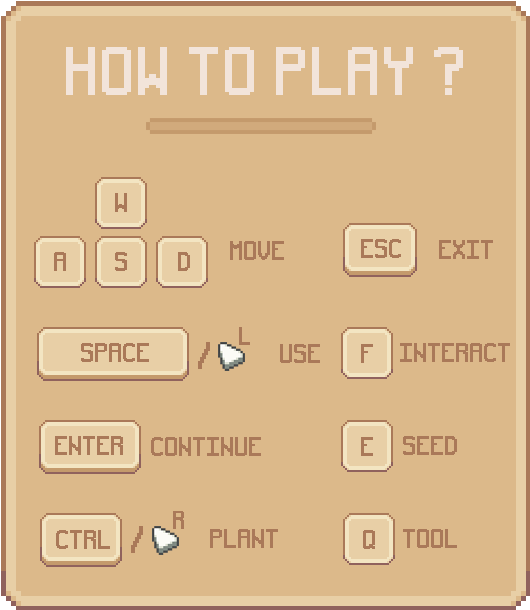 HOW TO PLAY ?
W
A S D MOVE ESC EXIT
SPACE / L USE F INTERACT
ENTER CONTINUE E SEED
CTRL / R PLANT Q TOOL